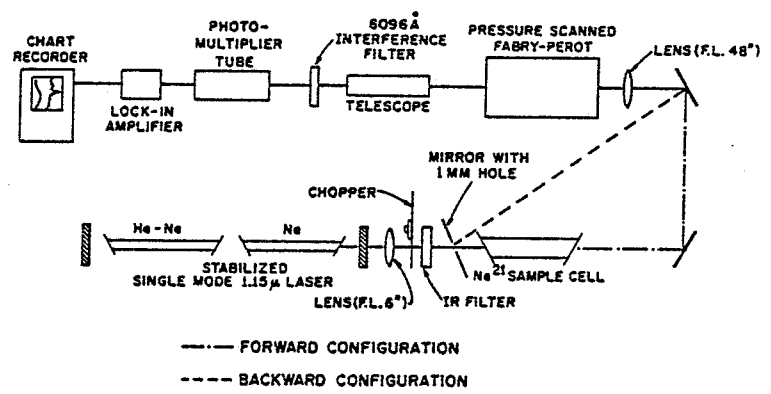 CHART
RECORDER
LOCK-IN
AMPLIFIER
PHOTO-
MULTIPLIER
TUBE
6096Å
INTERFERENCE
FILTER
TELESCOPE
PRESSURE SCANNED
FABRY-PEROT
LENS (F.L. 48")
MIRROR WITH
1 MM HOLE
CHOPPER
He-Ne
Ne
STABILIZED
SINGLE MODE 1.15μ LASER
LENS (F.L. 6")
IR FILTER
Ne²¹ SAMPLE CELL
FORWARD CONFIGURATION
BACKWARD CONFIGURATION